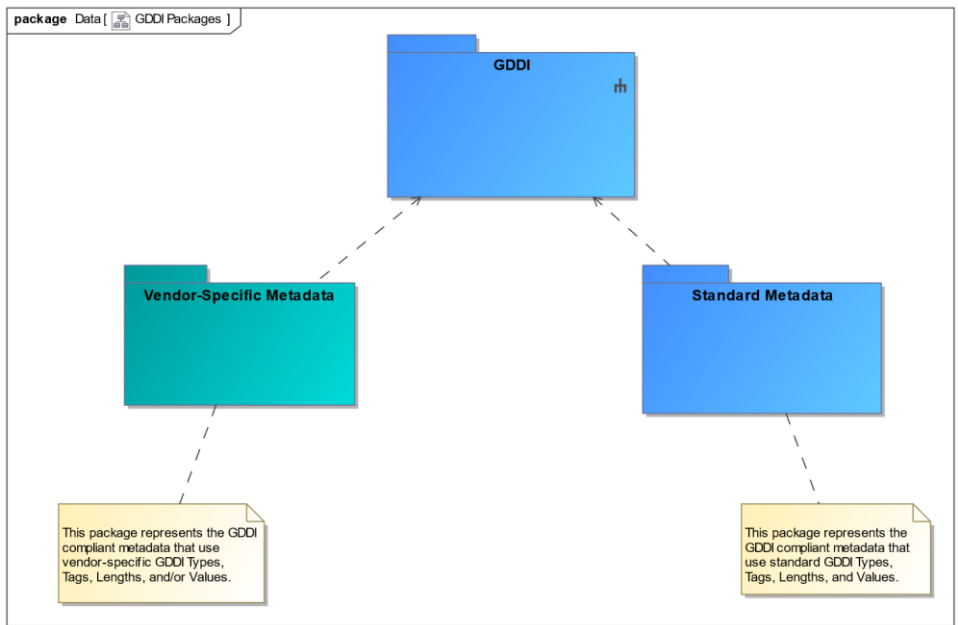 package Data [ GDDI Packages ]
GDDI
Vendor-Specific Metadata
Standard Metadata
This package represents the GDDI
compliant metadata that use
vendor-specific GDDI Types,
Tags, Lengths, and/or Values.
This package represents the
GDDI compliant metadata that
use standard GDDI Types,
Tags, Lengths, and Values.